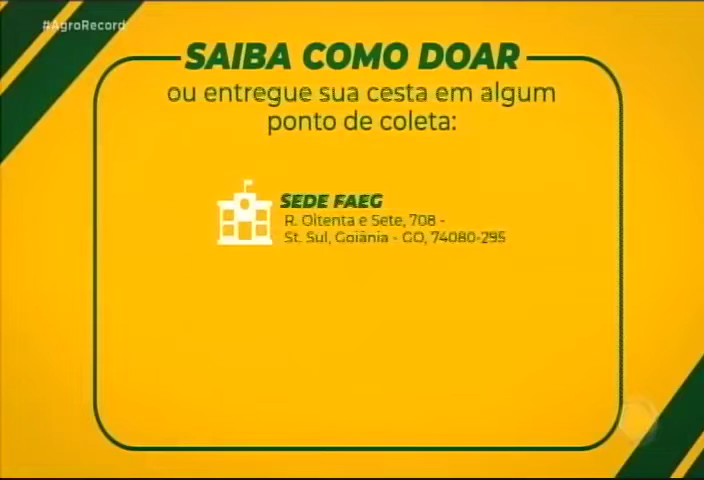 #AgroRecord
SAIBA COMO DOAR
ou entregue sua cesta em algum
ponto de coleta:
SEDE FAEG
R. Oitenta e Sete, 708 -
St. Sul, Goiânia - GO, 74080-295